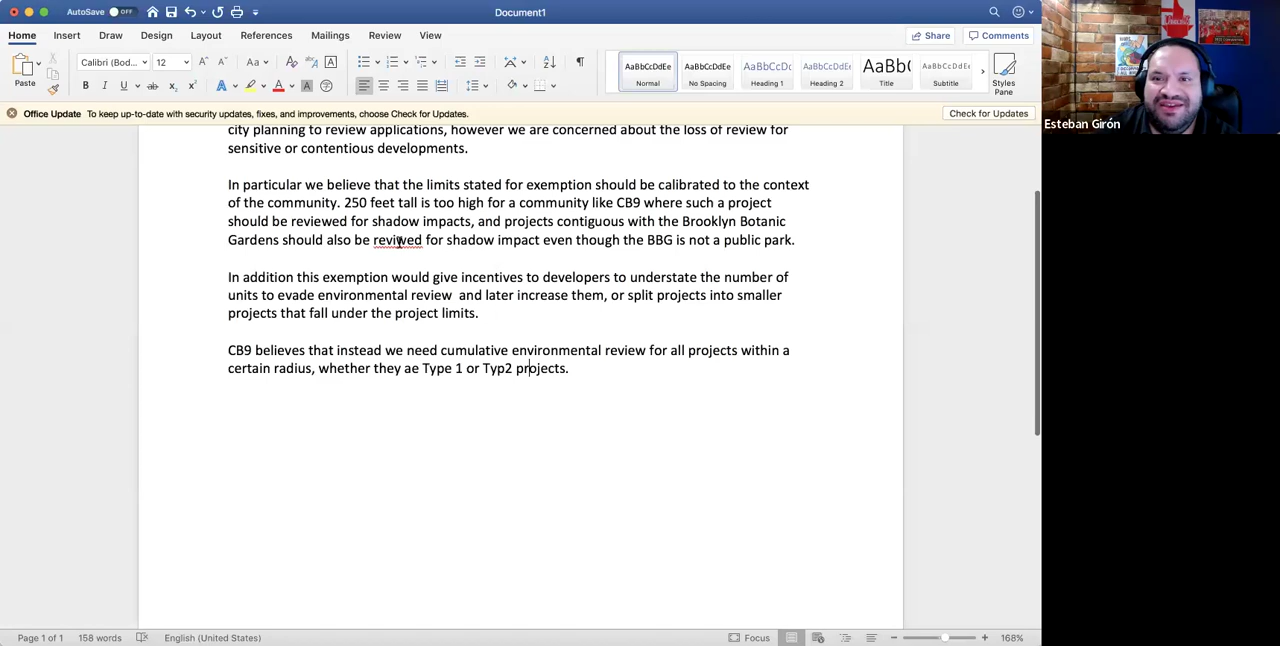 AutoSave OFF
Document1
Home Insert Draw Design Layout References Mailings Review View
Share Comments
Paste
Calibri (Bod... 12
AaBbCcDdEe AaBbCcDdEe AaBbCcDc AaBbCcDdEe AaBb( AaBbCcDdEe
Normal No Spacing Heading 1 Heading 2 Title Subtitle
Styles
Pane
Office Update To keep up-to-date with security updates, fixes, and improvements, choose Check for Updates.
Check for Updates
Esteban Girón
city planning to review applications, however we are concerned about the loss of review for
sensitive or contentious developments.
In particular we believe that the limits stated for exemption should be calibrated to the context
of the community. 250 feet tall is too high for a community like CB9 where such a project
should be reviewed for shadow impacts, and projects contiguous with the Brooklyn Botanic
Gardens should also be reviwed for shadow impact even though the BBG is not a public park.
In addition this exemption would give incentives to developers to understate the number of
units to evade environmental review and later increase them, or split projects into smaller
projects that fall under the project limits.
CB9 believes that instead we need cumulative environmental review for all projects within a
certain radius, whether they ae Type 1 or Typ2 projects.
Page 1 of 1 158 words English (United States)
Focus
168%